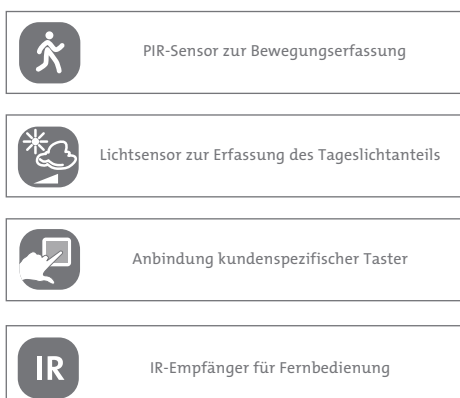 PIR-Sensor zur Bewegungserfassung
Lichtsensor zur Erfassung des Tageslichtanteils
Anbindung kundenspezifischer Taster
IR
IR-Empfänger für Fernbedienung